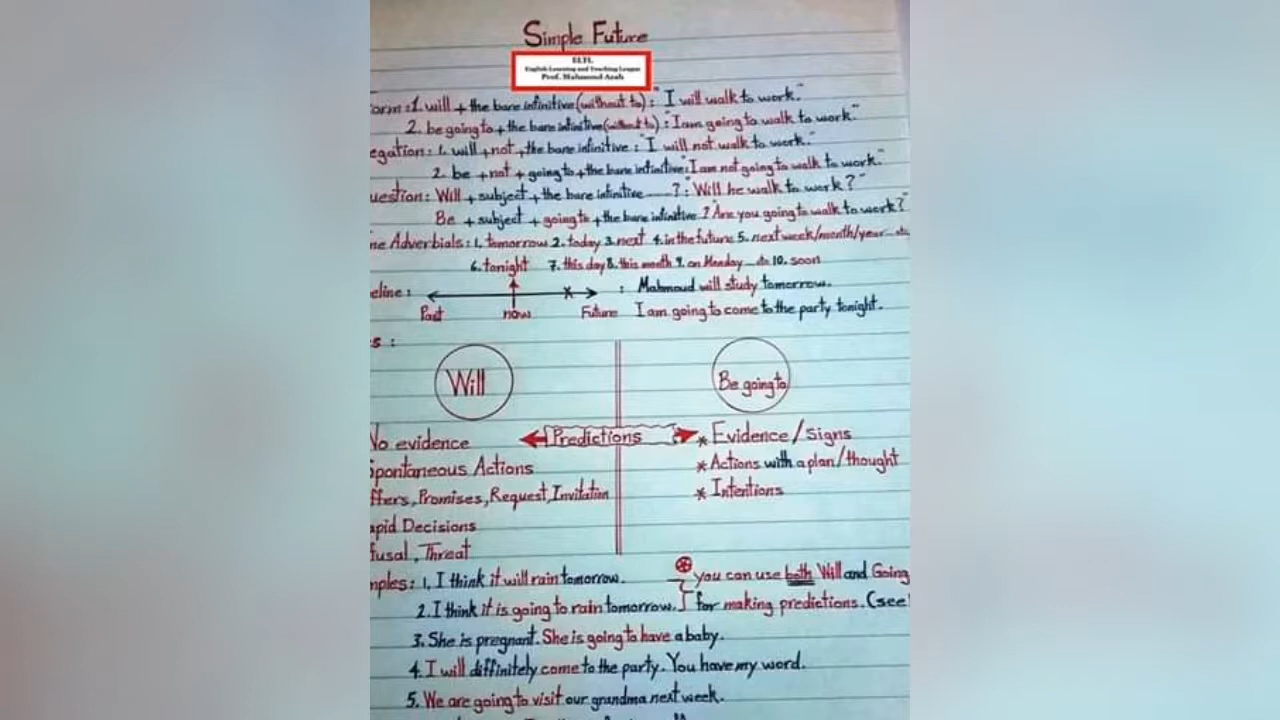 Simple Future
ELTL
English Learning and Teaching League
Prof. Mahmoud Azab
orm: 1. will + the bare infinitive (without to): "I will walk to work."
2. be going to + the bare infinitive (without to): "I am going to walk to work."
egation: 1. will + not + the bare infinitive: "I will not walk to work."
2. be + not + going to + the bare infinitive: "I am not going to walk to work."
uestion: Will + subject + the bare infinitive ......?: "Will he walk to work?"
Be + subject + going to + the bare infinitive ? "Are you going to walk to work?"
me Adverbials: 1. tomorrow 2. today 3. next 4. in the future 5. next week/month/year... etc
6. tonight 7. this day 8. this month 9. on Monday ... etc 10. soon
eline: : Mahmoud will study tomorrow.
Past now Future I am going to come to the party tonight.
s :
Will Be going to
No evidence Predictions * Evidence/Signs
Spontaneous Actions * Actions with a plan/thought
ffers, Promises, Request, Invitation * Intentions
apid Decisions
fusal, Threat
mples: 1. I think it will rain tomorrow. you can use both Will and Going
2. I think it is going to rain tomorrow. for making predictions. (see
3. She is pregnant. She is going to have a baby.
4. I will diffinitely come to the party. You have my word.
5. We are going to visit our grandma next week.